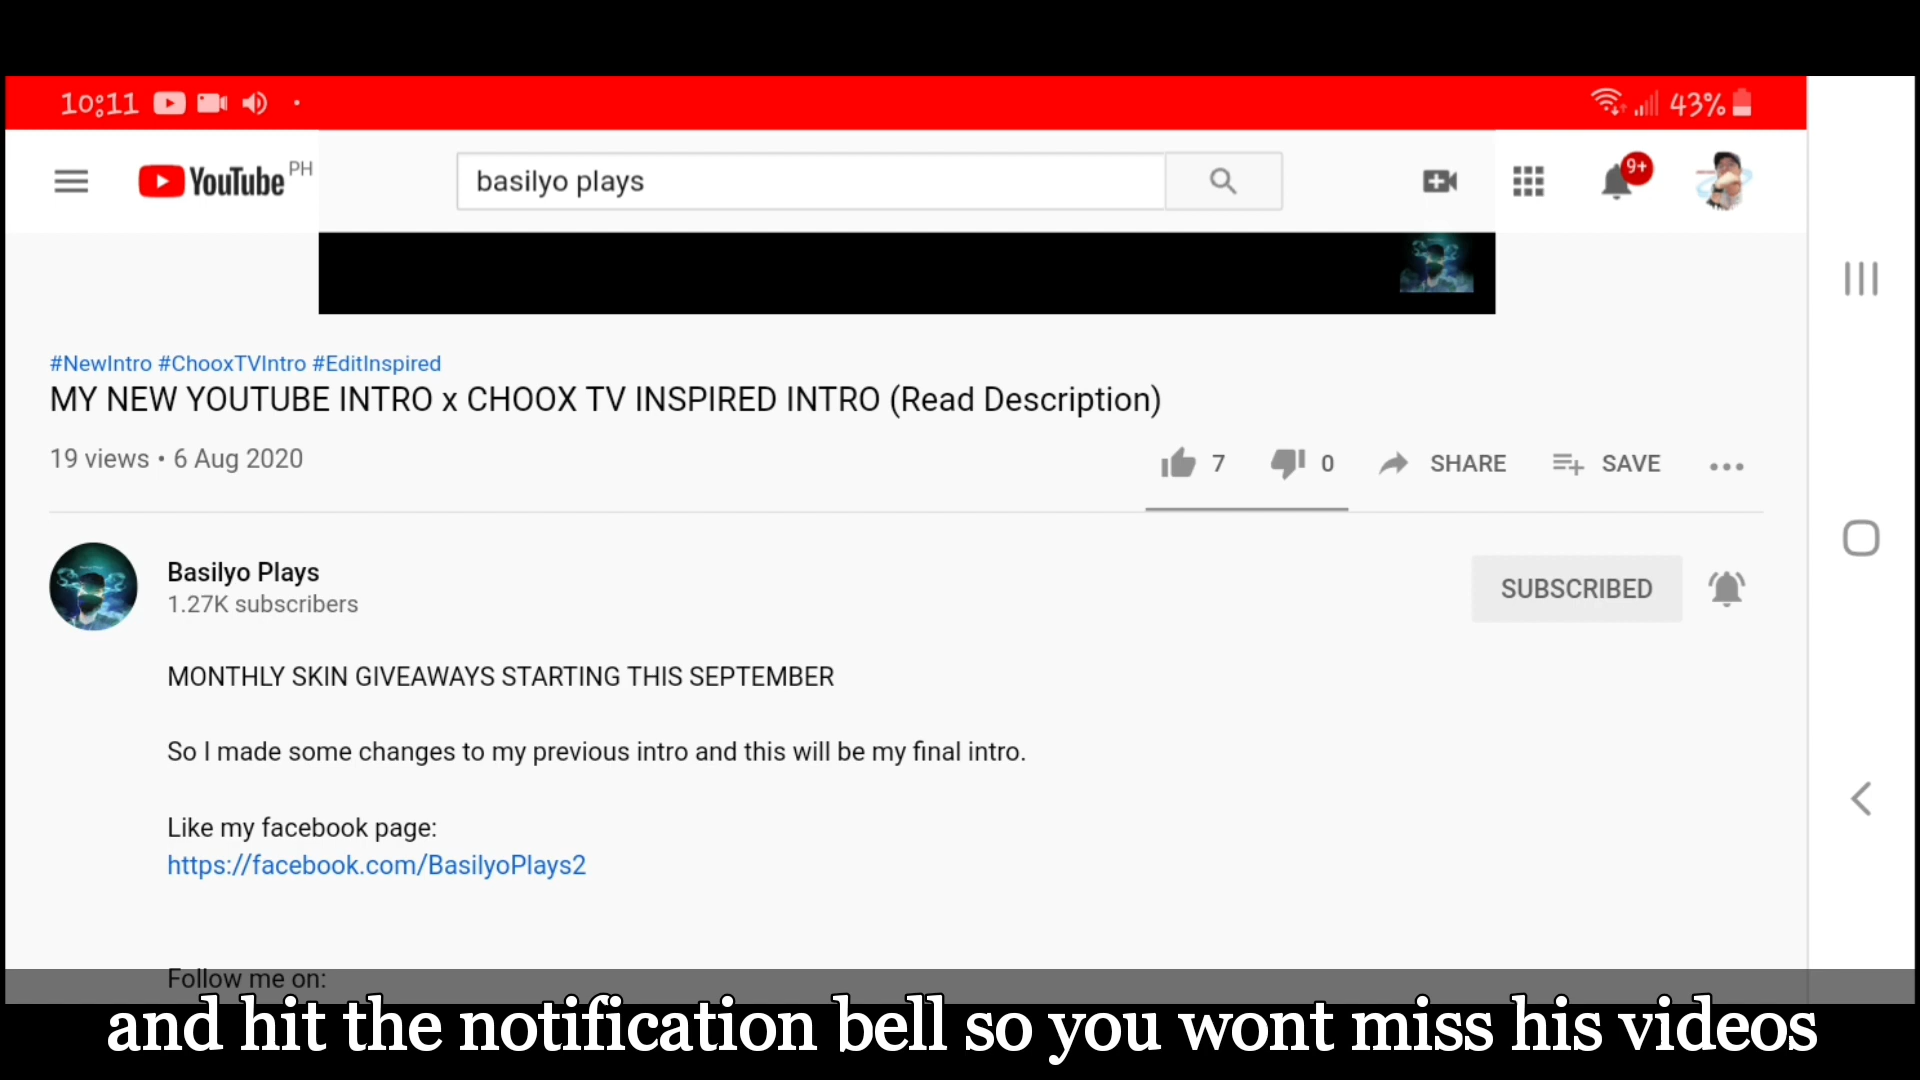 10:11 43%
YouTube PH
basilyo plays
9+
#NewIntro #ChooxTVIntro #EditInspired
MY NEW YOUTUBE INTRO x CHOOX TV INSPIRED INTRO (Read Description)
19 views • 6 Aug 2020
7 0 SHARE SAVE
Basilyo Plays
1.27K subscribers
SUBSCRIBED
MONTHLY SKIN GIVEAWAYS STARTING THIS SEPTEMBER
So I made some changes to my previous intro and this will be my final intro.
Like my facebook page:
https://facebook.com/BasilyoPlays2
Follow me on:
and hit the notification bell so you wont miss his videos